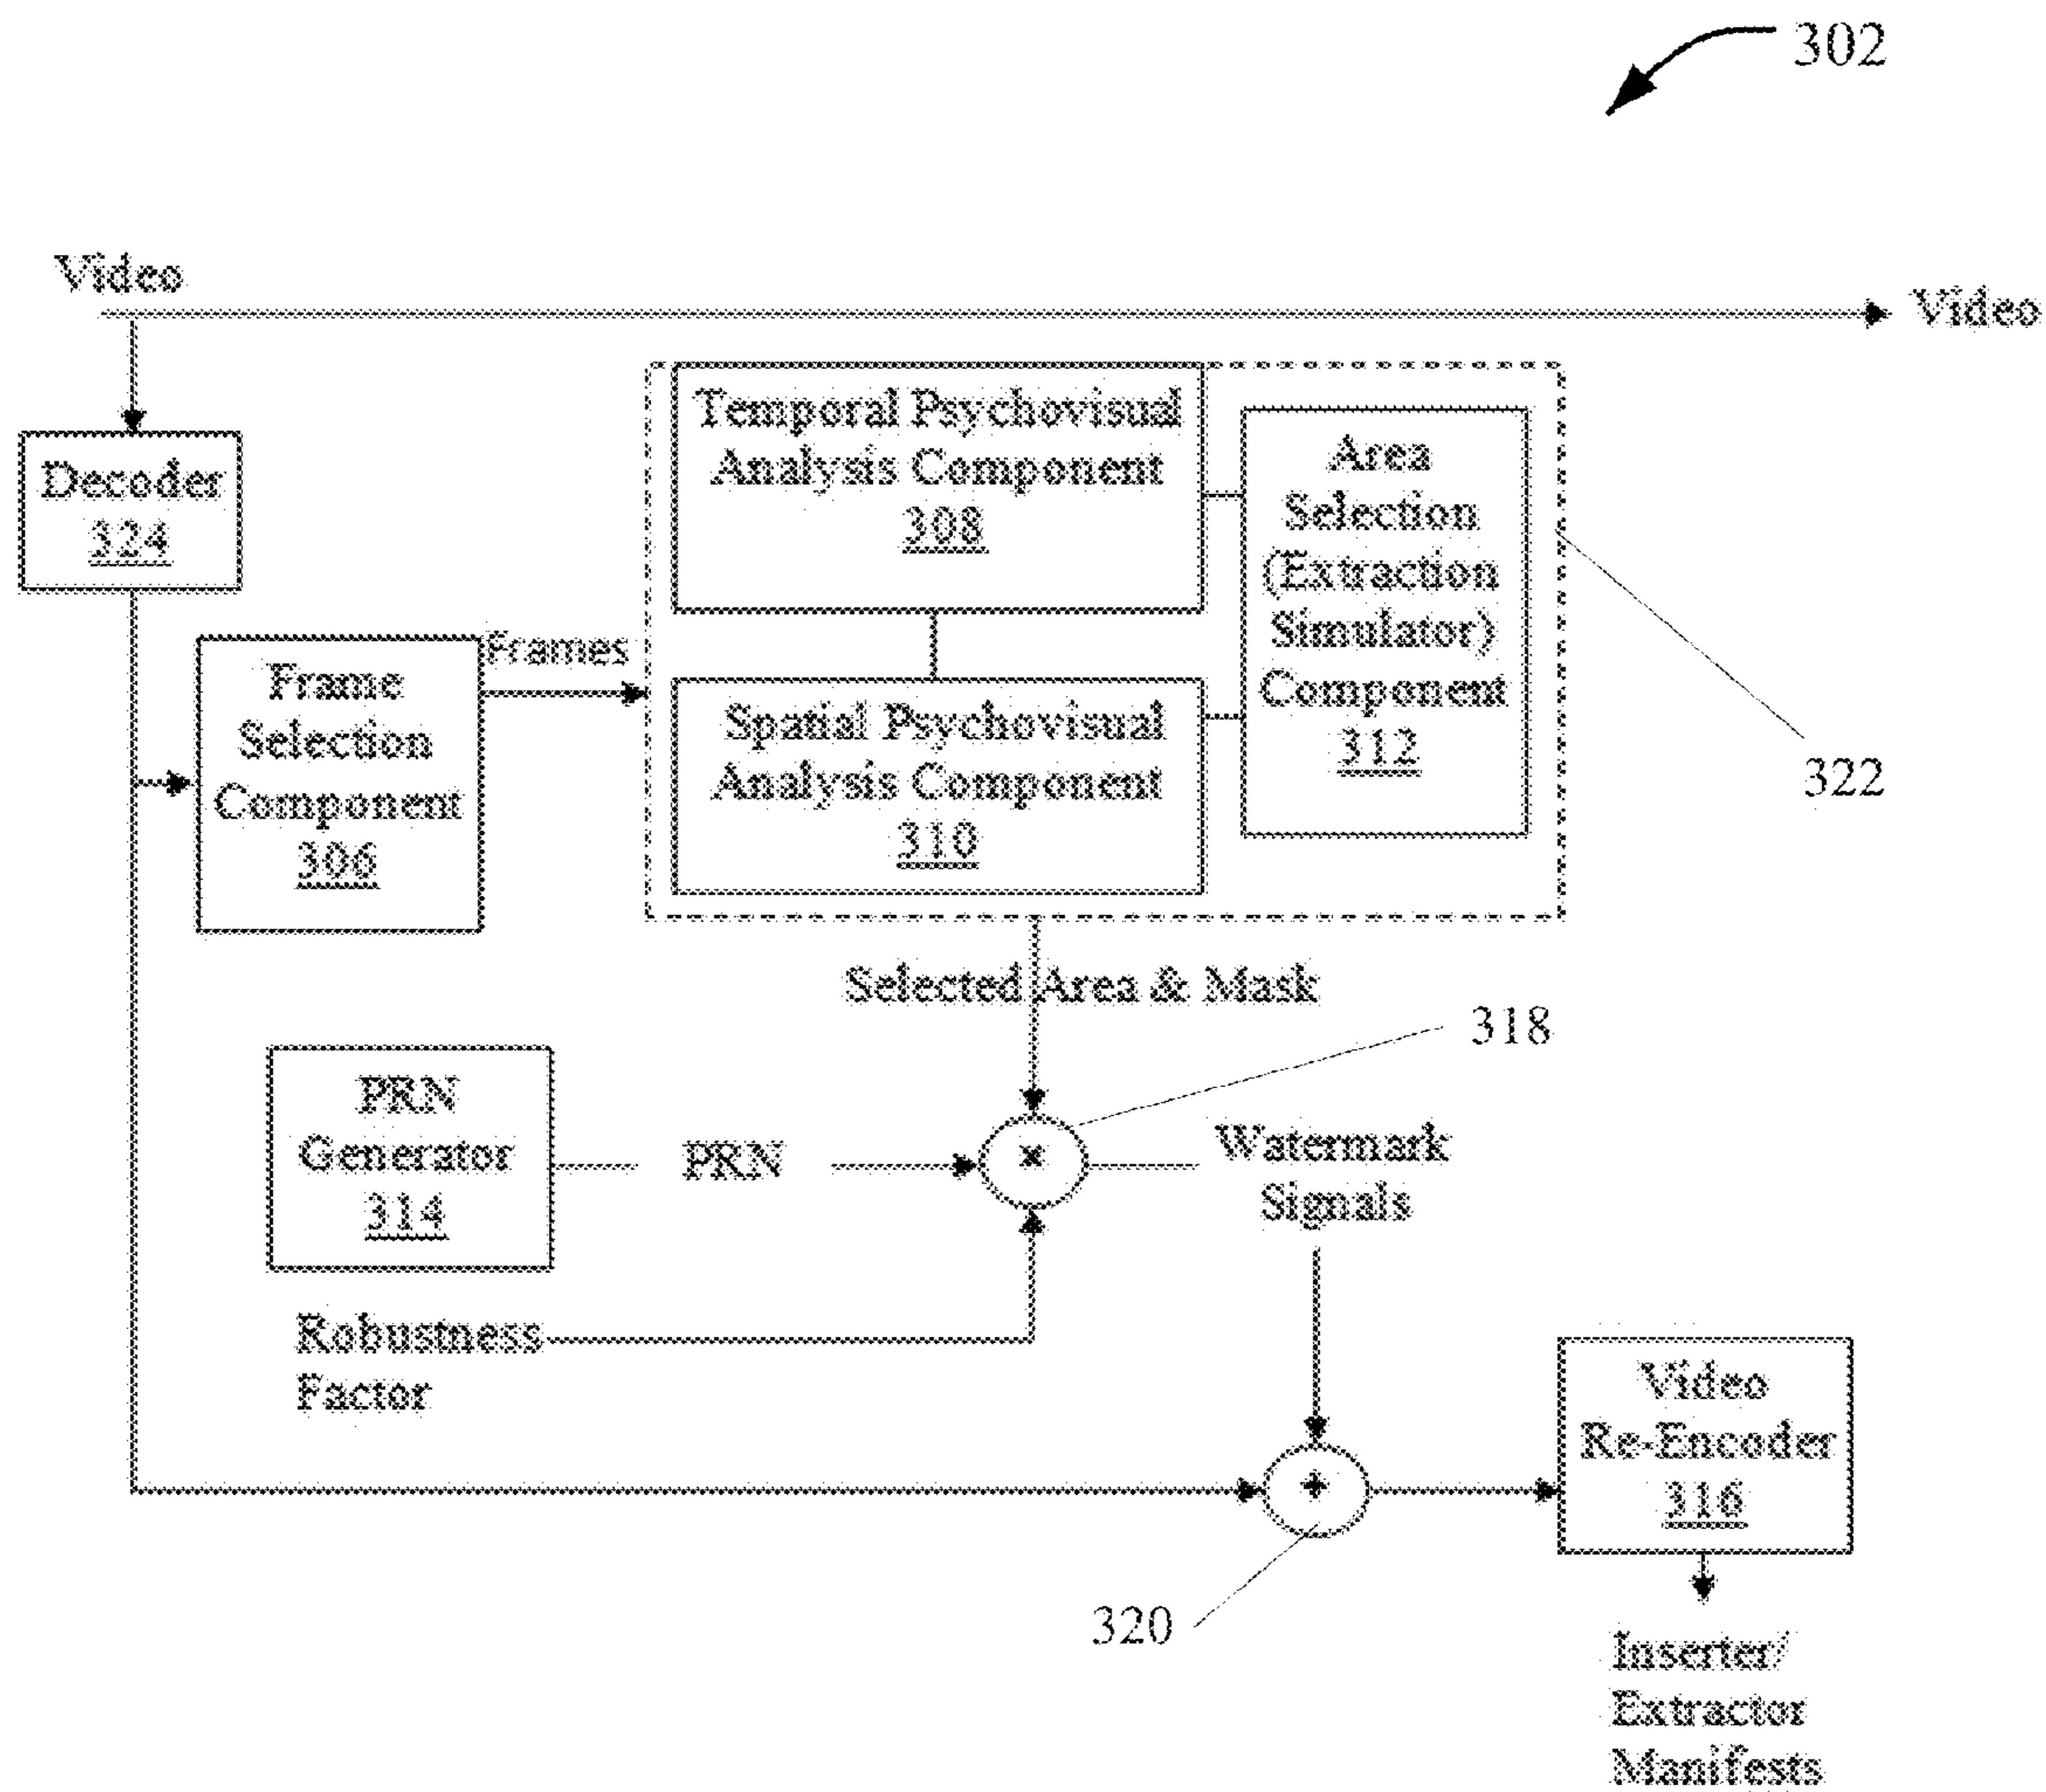 302
Video
Video
Decoder
324
Temporal Psychovisual
Analysis Component
308
Area
Selection
(Extraction
Simulator)
Component
312
Frames
Frame
Selection
Component
306
Spatial Psychovisual
Analysis Component
310
322
Selected Area & Mask
318
PRN
Generator
314
PRN
×
Watermark
Signals
Robustness
Factor
+
320
Video
Re-Encoder
316
Inserter/
Extractor
Manifests